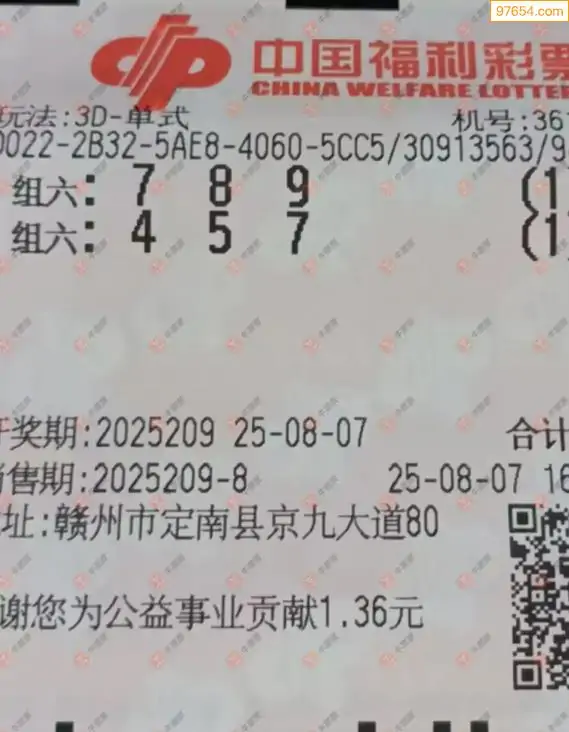 97654.com
中国福利彩票
CHINA WELFARE LOTTE
玩法:3D-单式 机号:361
D022-2B32-5AE8-4060-5CC5/30913563/9
组六: 7 8 9 (1
组六: 4 5 7 (1
开奖期:2025209 25-08-07 合计
销售期:2025209-8 25-08-07 16
址:赣州市定南县京九大道80
谢您为公益事业贡献1.36元